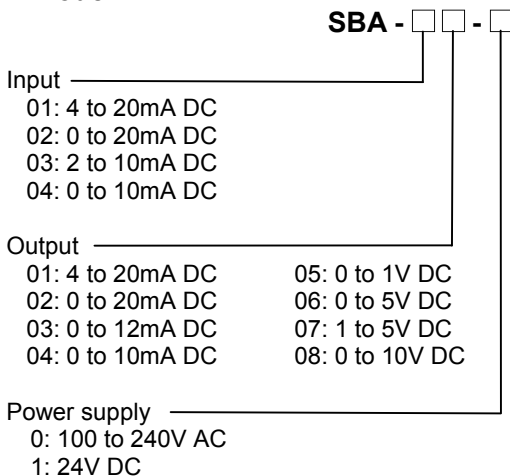 SBA - □ □ - □
Input
01: 4 to 20mA DC
02: 0 to 20mA DC
03: 2 to 10mA DC
04: 0 to 10mA DC
Output
01: 4 to 20mA DC 05: 0 to 1V DC
02: 0 to 20mA DC 06: 0 to 5V DC
03: 0 to 12mA DC 07: 1 to 5V DC
04: 0 to 10mA DC 08: 0 to 10V DC
Power supply
0: 100 to 240V AC
1: 24V DC